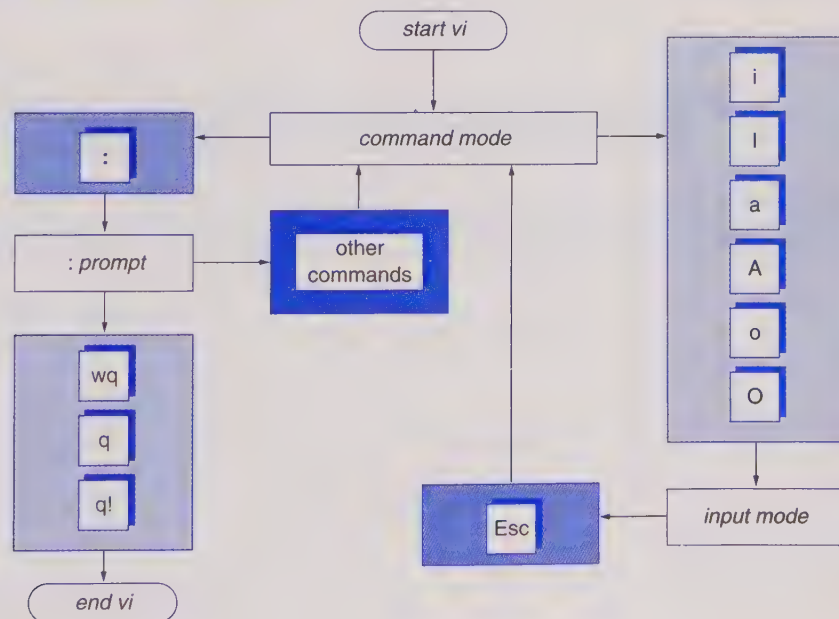 start vi
command mode
:
: prompt
other
commands
wq
q
q!
end vi
i
I
a
A
o
O
input mode
Esc